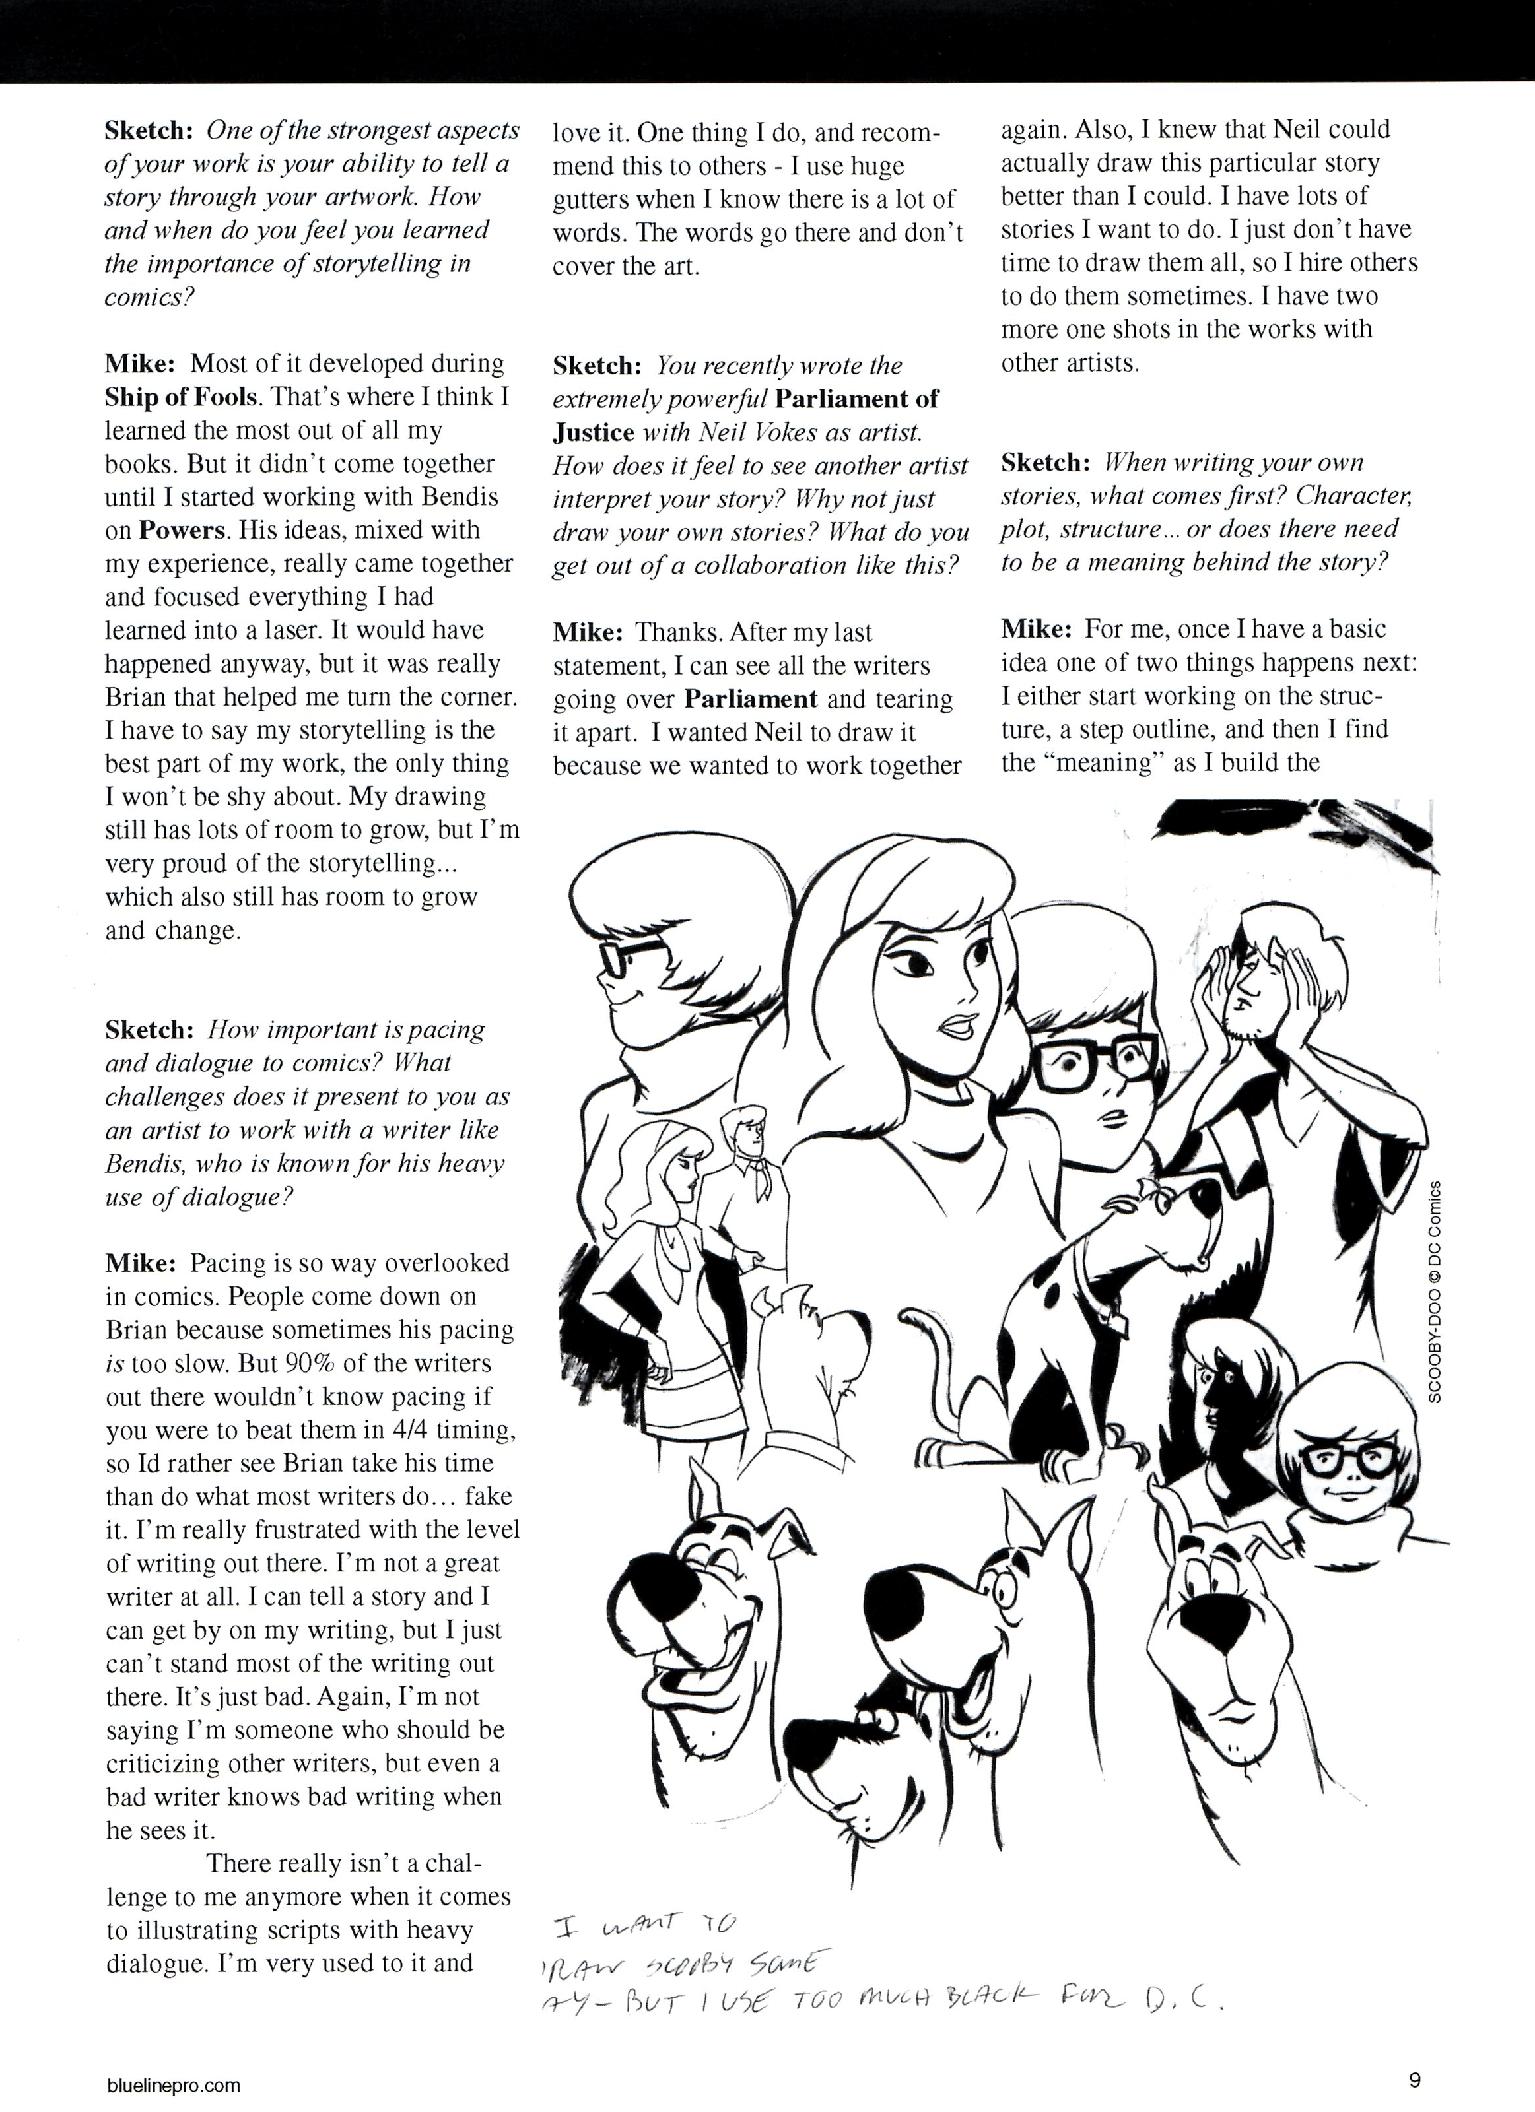 Sketch: One of the strongest aspects
of your work is your ability to tell a
story through your artwork. How
and when do you feel you learned
the importance of storytelling in
comics?
Mike: Most of it developed during
Ship of Fools. That's where I think I
learned the most out of all my
books. But it didn't come together
until I started working with Bendis
on Powers. His ideas, mixed with
my experience, really came together
and focused everything I had
learned into a laser. It would have
happened anyway, but it was really
Brian that helped me turn the corner.
I have to say my storytelling is the
best part of my work, the only thing
I won't be shy about. My drawing
still has lots of room to grow, but I'm
very proud of the storytelling...
which also still has room to grow
and change.
Sketch: How important is pacing
and dialogue to comics? What
challenges does it present to you as
an artist to work with a writer like
Bendis, who is known for his heavy
use of dialogue?
Mike: Pacing is so way overlooked
in comics. People come down on
Brian because sometimes his pacing
is too slow. But 90% of the writers
out there wouldn't know pacing if
you were to beat them in 4/4 timing,
so Id rather see Brian take his time
than do what most writers do... fake
it. I'm really frustrated with the level
of writing out there. I'm not a great
writer at all. I can tell a story and I
can get by on my writing, but I just
can't stand most of the writing out
there. It's just bad. Again, I'm not
saying I'm someone who should be
criticizing other writers, but even a
bad writer knows bad writing when
he sees it.
There really isn't a chal-
lenge to me anymore when it comes
to illustrating scripts with heavy
dialogue. I'm very used to it and
love it. One thing I do, and recom-
mend this to others - I use huge
gutters when I know there is a lot of
words. The words go there and don't
cover the art.
Sketch: You recently wrote the
extremely powerful Parliament of
Justice with Neil Vokes as artist.
How does it feel to see another artist
interpret your story? Why not just
draw your own stories? What do you
get out of a collaboration like this?
Mike: Thanks. After my last
statement, I can see all the writers
going over Parliament and tearing
it apart. I wanted Neil to draw it
because we wanted to work together
again. Also, I knew that Neil could
actually draw this particular story
better than I could. I have lots of
stories I want to do. I just don't have
time to draw them all, so I hire others
to do them sometimes. I have two
more one shots in the works with
other artists.
Sketch: When writing your own
stories, what comes first? Character,
plot, structure... or does there need
to be a meaning behind the story?
Mike: For me, once I have a basic
idea one of two things happens next:
I either start working on the struc-
ture, a step outline, and then I find
the "meaning" as I build the
SCOOBY-DOO © DC Comics
I WANT TO
RAW SCOOBY SOME
AY - BUT I USE TOO MUCH BLACK FOR D.C.
bluelinepro.com
9